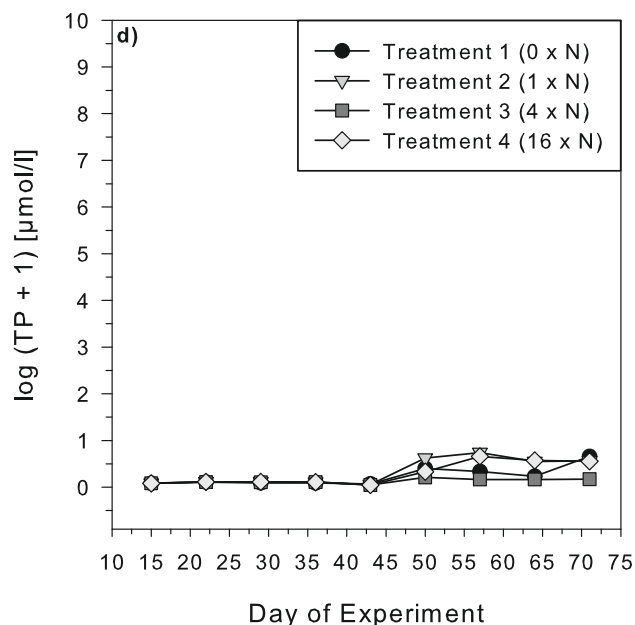 d)
Treatment 1 (0 x N)
Treatment 2 (1 x N)
Treatment 3 (4 x N)
Treatment 4 (16 x N)
log (TP + 1) [µmol/l]
10
9
8
7
6
5
4
3
2
1
0
10 15 20 25 30 35 40 45 50 55 60 65 70 75
Day of Experiment